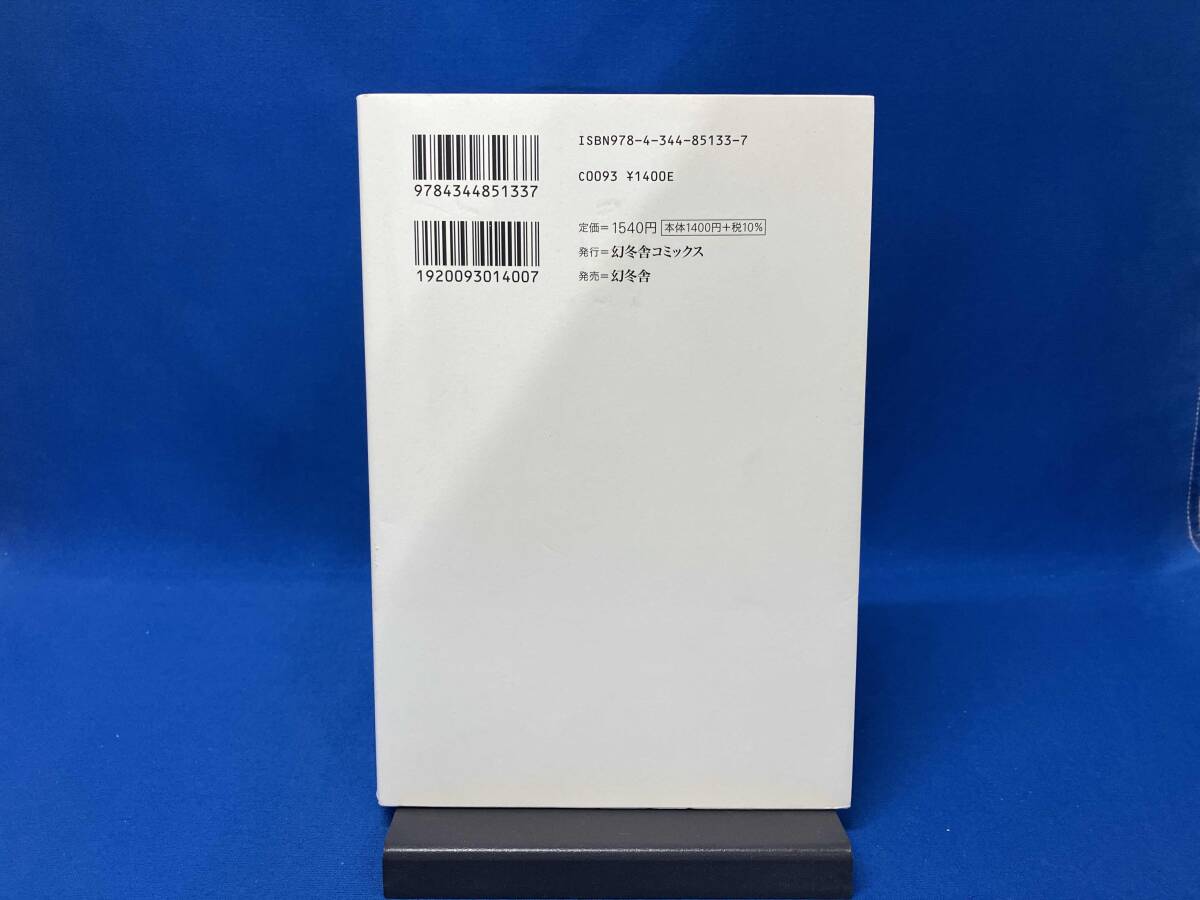 ISBN978-4-344-85133-7
9784344851337
C0093 ¥1400E
定価=1540円 本体1400円+税10%
発行=幻冬舎コミックス
1920093014007
発売=幻冬舎